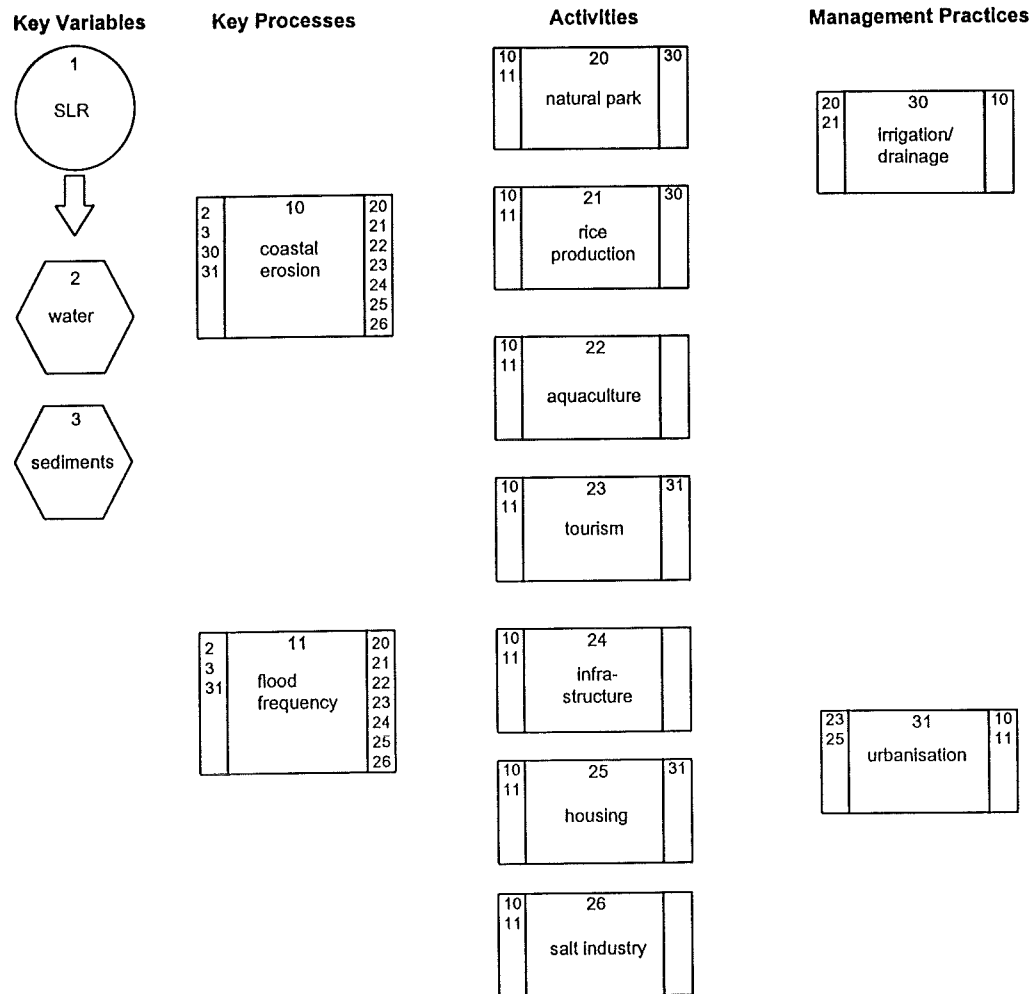 Key Variables
Key Processes
Activities
Management Practices
1
SLR
2
water
3
sediments
2
3
30
31
10
coastal
erosion
20
21
22
23
24
25
26
2
3
31
11
flood
frequency
20
21
22
23
24
25
26
10
11
20
natural park
30
10
11
21
rice
production
30
10
11
22
aquaculture
10
11
23
tourism
31
10
11
24
infra-
structure
10
11
25
housing
31
10
11
26
salt industry
20
21
30
irrigation/
drainage
10
23
25
31
urbanisation
10
11